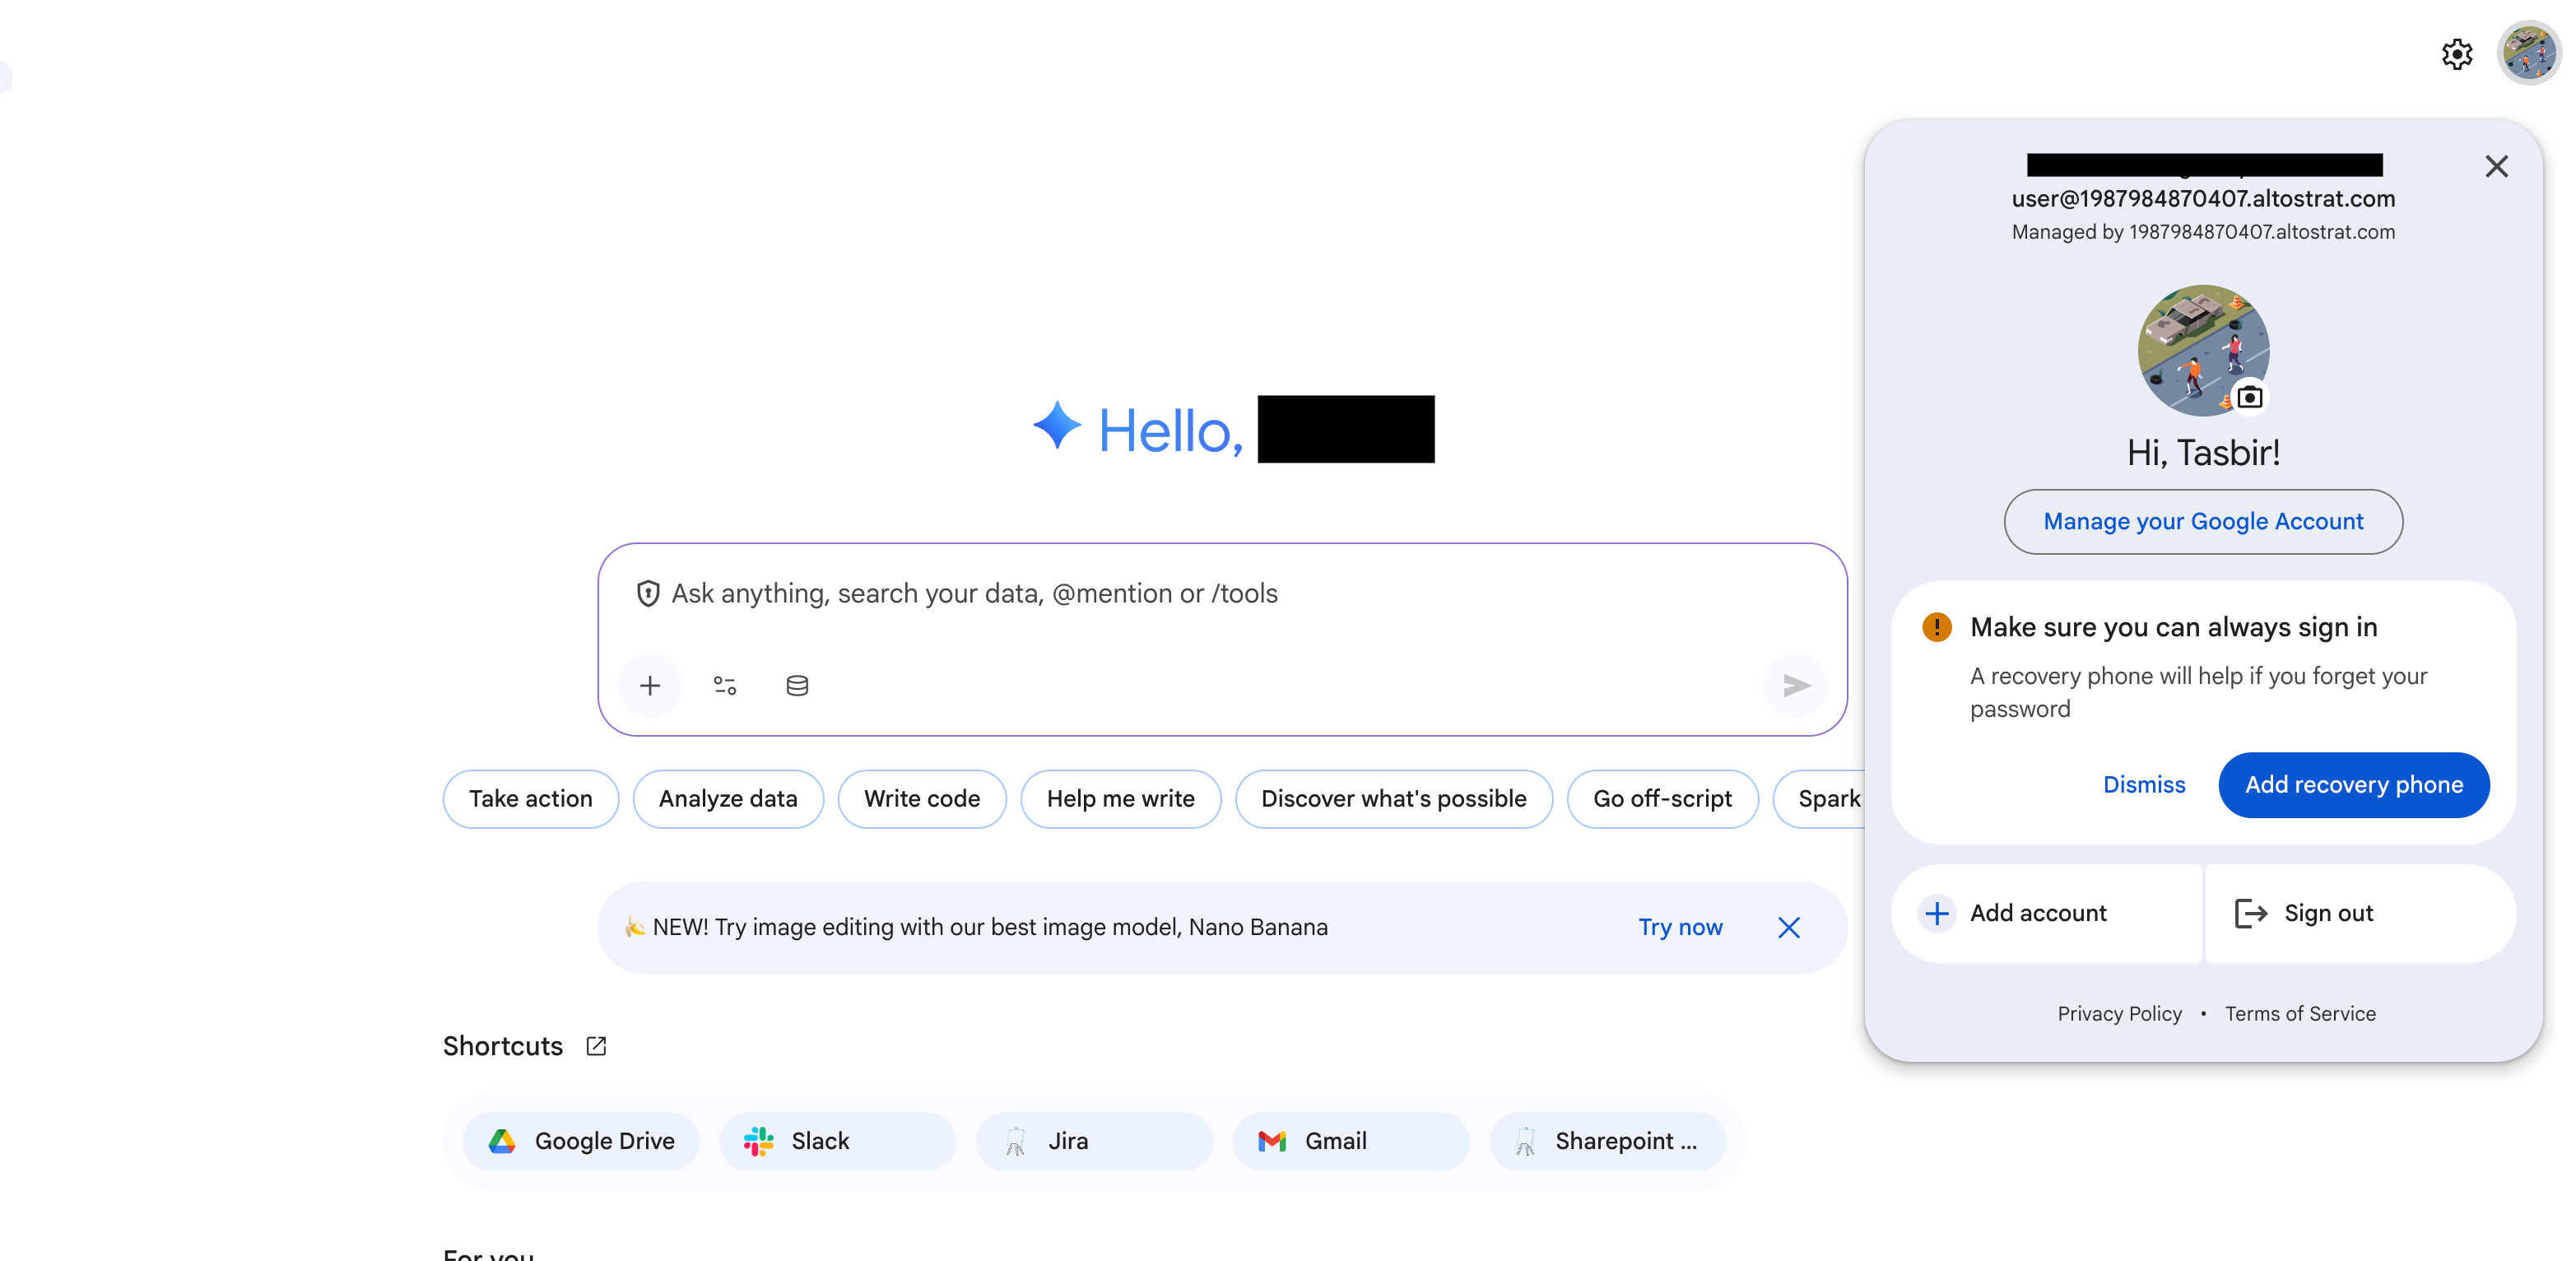 user@1987984870407.altostrat.com
Managed by 1987984870407.altostrat.com
Hi, Tasbir!
Manage your Google Account
Make sure you can always sign in
A recovery phone will help if you forget your
password
Dismiss
Add recovery phone
Add account
Sign out
Privacy Policy • Terms of Service
Hello,
Ask anything, search your data, @mention or /tools
Take action
Analyze data
Write code
Help me write
Discover what's possible
Go off-script
Spark
NEW! Try image editing with our best image model, Nano Banana
Try now
Shortcuts
Google Drive
Slack
Jira
Gmail
Sharepoint ...
For you